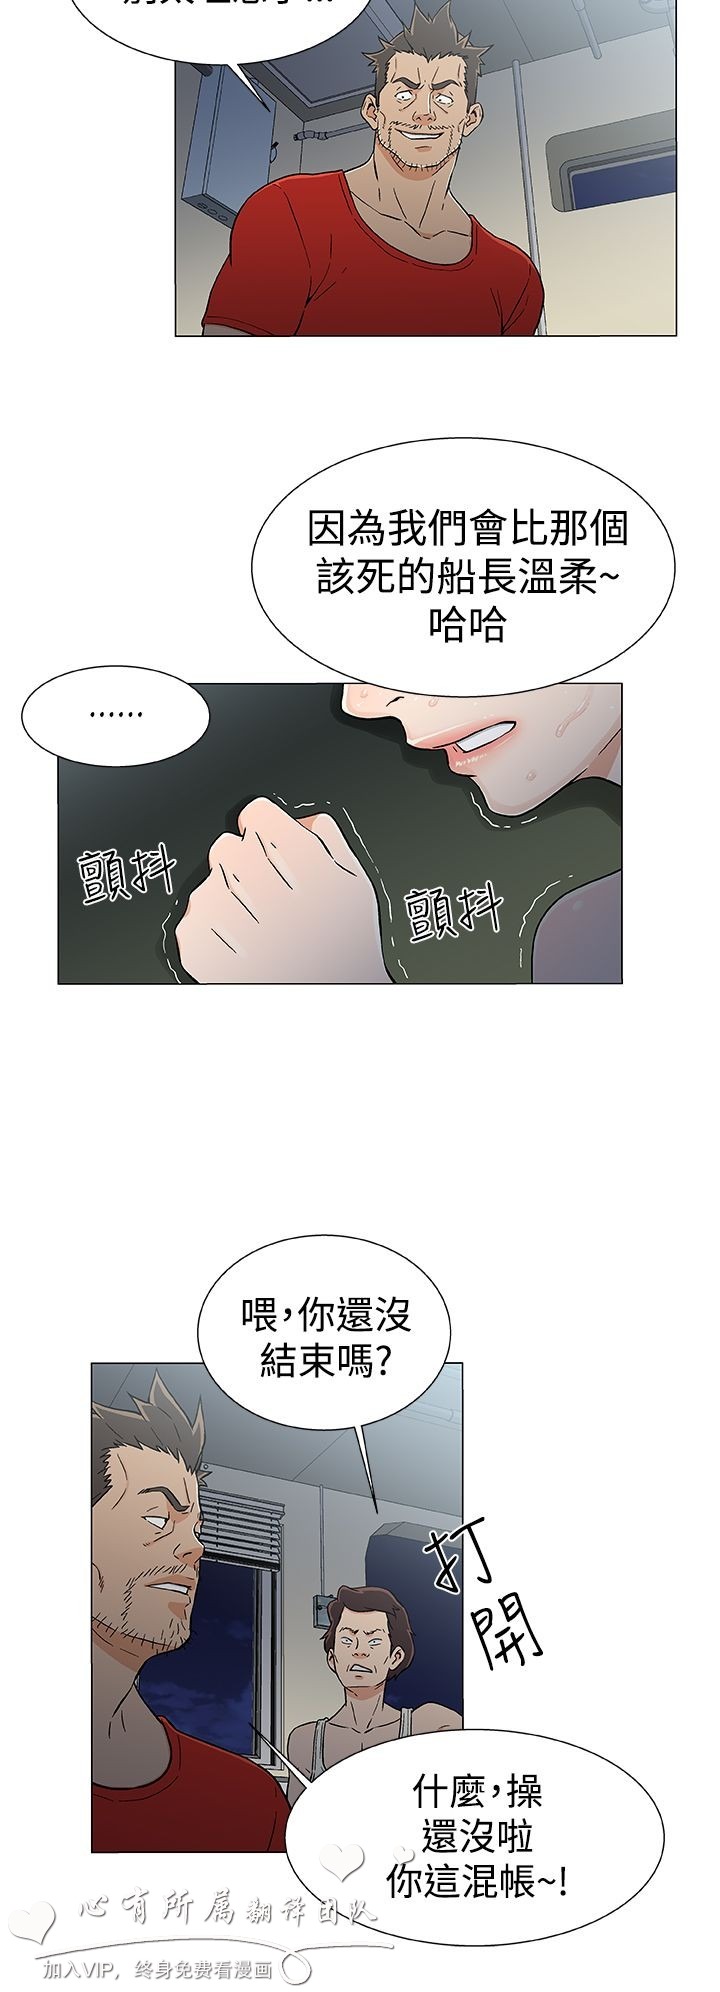 因為我們會比那個
該死的船長溫柔~
哈哈
……
顫抖
顫抖
喂，你還沒
結束嗎?
打開
什麼，操
還沒啦
你這混帳~!
心有所属翻译团队
加入VIP，终身免费看漫画